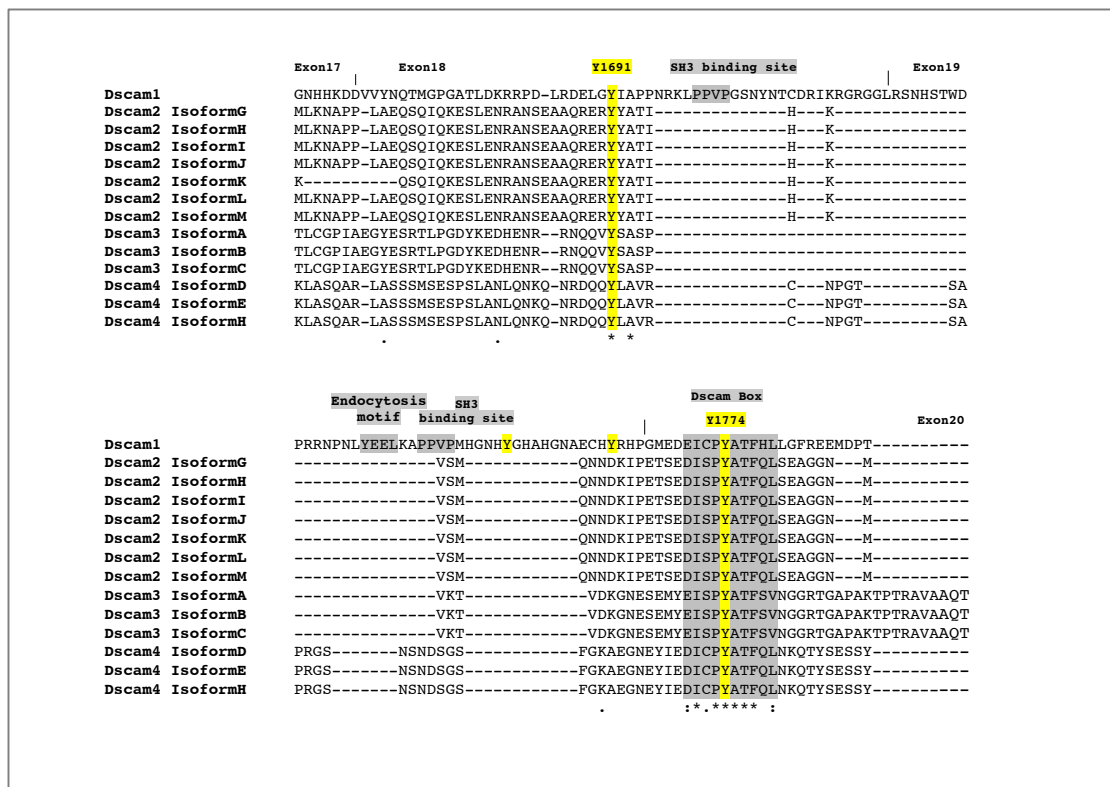 Exon17 Exon18 Y1691 SH3 binding site Exon19
Dscam1 GNHHKDDVVYNQTMGPGATLDKRRPD-LRDELGYIAPPNRKLPPVPGSNYNTCDRIKRGRGGLRSNHSTWD
Dscam2 IsoformG MLKNAPP-LAEQSQIQKESLENRANSEAAQRERYYATI--------------H---K--------------
Dscam2 IsoformH MLKNAPP-LAEQSQIQKESLENRANSEAAQRERYYATI--------------H---K--------------
Dscam2 IsoformI MLKNAPP-LAEQSQIQKESLENRANSEAAQRERYYATI--------------H---K--------------
Dscam2 IsoformJ MLKNAPP-LAEQSQIQKESLENRANSEAAQRERYYATI--------------H---K--------------
Dscam2 IsoformK K----------QSQIQKESLENRANSEAAQRERYYATI--------------H---K--------------
Dscam2 IsoformL MLKNAPP-LAEQSQIQKESLENRANSEAAQRERYYATI--------------H---K--------------
Dscam2 IsoformM MLKNAPP-LAEQSQIQKESLENRANSEAAQRERYYATI--------------H---K--------------
Dscam3 IsoformA TLCGPIAEGYESRTLPGDYKEDHENR--RNQQVYSASP---------------------------------
Dscam3 IsoformB TLCGPIAEGYESRTLPGDYKEDHENR--RNQQVYSASP---------------------------------
Dscam3 IsoformC TLCGPIAEGYESRTLPGDYKEDHENR--RNQQVYSASP---------------------------------
Dscam4 IsoformD KLASQAR-LASSSMSESPSLANLQNKQ-NRDQQYLAVR--------------C---NPGT---------SA
Dscam4 IsoformE KLASQAR-LASSSMSESPSLANLQNKQ-NRDQQYLAVR--------------C---NPGT---------SA
Dscam4 IsoformH KLASQAR-LASSSMSESPSLANLQNKQ-NRDQQYLAVR--------------C---NPGT---------SA
. . * *
Endocytosis motif SH3 binding site Dscam Box
Y1774 Exon20
Dscam1 PRRNPNLYEELKAPPVPMHGNHYGHAHGNAECHYRHPGMEDEICPYATFHLLGFREEMDPT----------
Dscam2 IsoformG ---------------VSM------------QNNDKIPETSEDISPYATFQLSEAGGN---M----------
Dscam2 IsoformH ---------------VSM------------QNNDKIPETSEDISPYATFQLSEAGGN---M----------
Dscam2 IsoformI ---------------VSM------------QNNDKIPETSEDISPYATFQLSEAGGN---M----------
Dscam2 IsoformJ ---------------VSM------------QNNDKIPETSEDISPYATFQLSEAGGN---M----------
Dscam2 IsoformK ---------------VSM------------QNNDKIPETSEDISPYATFQLSEAGGN---M----------
Dscam2 IsoformL ---------------VSM------------QNNDKIPETSEDISPYATFQLSEAGGN---M----------
Dscam2 IsoformM ---------------VSM------------QNNDKIPETSEDISPYATFQLSEAGGN---M----------
Dscam3 IsoformA ---------------VKT-------------VDKGNESEMYEISPYATFSVNGGRTGAPAKTPTRAVAAQT
Dscam3 IsoformB ---------------VKT-------------VDKGNESEMYEISPYATFSVNGGRTGAPAKTPTRAVAAQT
Dscam3 IsoformC ---------------VKT-------------VDKGNESEMYEISPYATFSVNGGRTGAPAKTPTRAVAAQT
Dscam4 IsoformD PRGS-------NSNDSGS------------FGKAEGNEYIEDICPYATFQLNKQTYSESSY----------
Dscam4 IsoformE PRGS-------NSNDSGS------------FGKAEGNEYIEDICPYATFQLNKQTYSESSY----------
Dscam4 IsoformH PRGS-------NSNDSGS------------FGKAEGNEYIEDICPYATFQLNKQTYSESSY----------
. :*.***** :